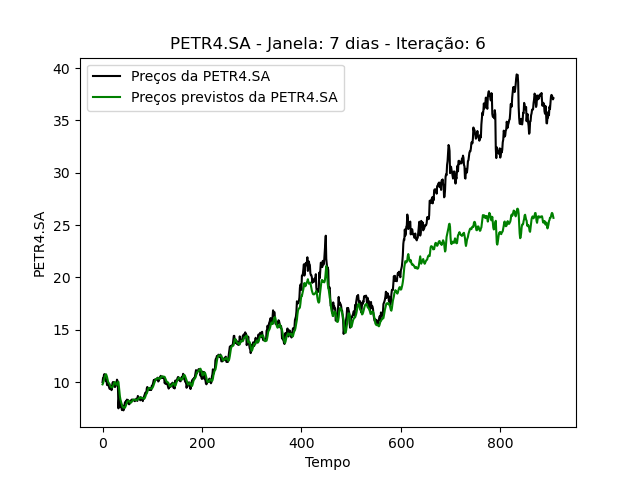 PETR4.SA - Janela: 7 dias - Iteração: 6
Preços da PETR4.SA
Preços previstos da PETR4.SA
PETR4.SA
40
35
30
25
20
15
10
0 200 400 600 800
Tempo